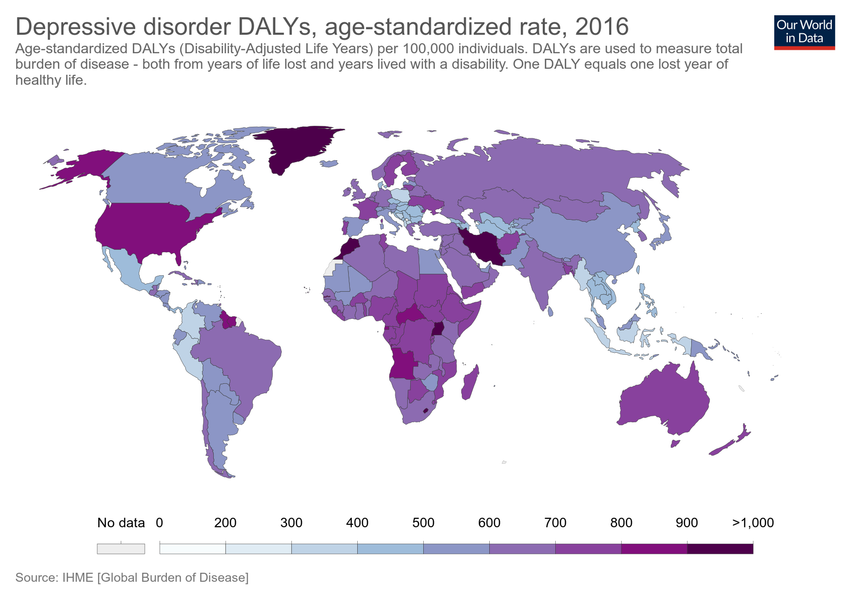 Depressive disorder DALYs, age-standardized rate, 2016
Our World
in Data
Age-standardized DALYs (Disability-Adjusted Life Years) per 100,000 individuals. DALYs are used to measure total
burden of disease - both from years of life lost and years lived with a disability. One DALY equals one lost year of
healthy life.
No data 0 200 300 400 500 600 700 800 900 >1,000
Source: IHME [Global Burden of Disease]